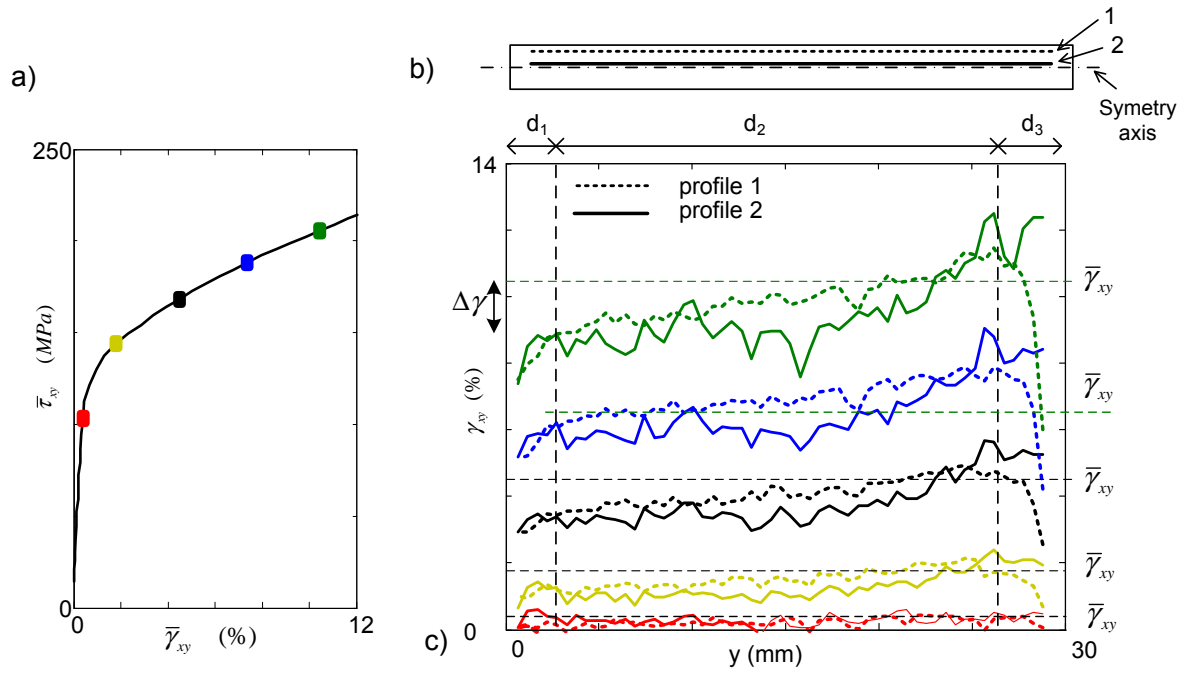 a)
250
τ̅xy (MPa)
0
0
12
γ̅xy (%)
b)
1
2
Symetry
axis
d1
d2
d3
14
profile 1
profile 2
Δγ
γxy (%)
γ̅xy
γ̅xy
γ̅xy
γ̅xy
γ̅xy
c)
0
0
y (mm)
30